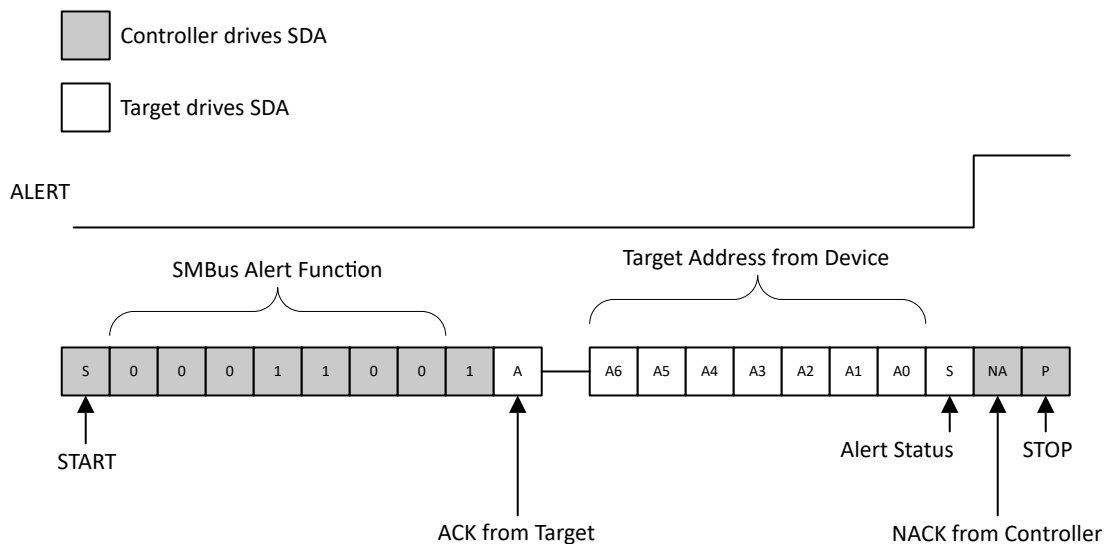 Controller drives SDA
Target drives SDA
ALERT
SMBus Alert Function
Target Address from Device
S 0 0 0 1 1 0 0 1 A A6 A5 A4 A3 A2 A1 A0 S NA P
START
Alert Status
STOP
ACK from Target
NACK from Controller